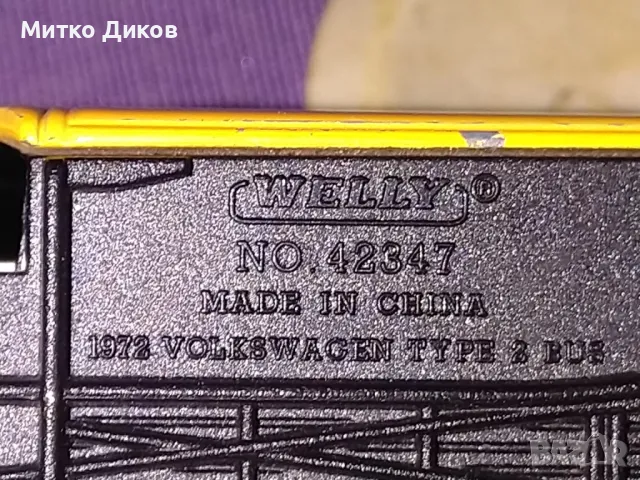 Митко Диков
WELLY®
NO. 42347
MADE IN CHINA
1972 VOLKSWAGEN TYPE 2 BUS